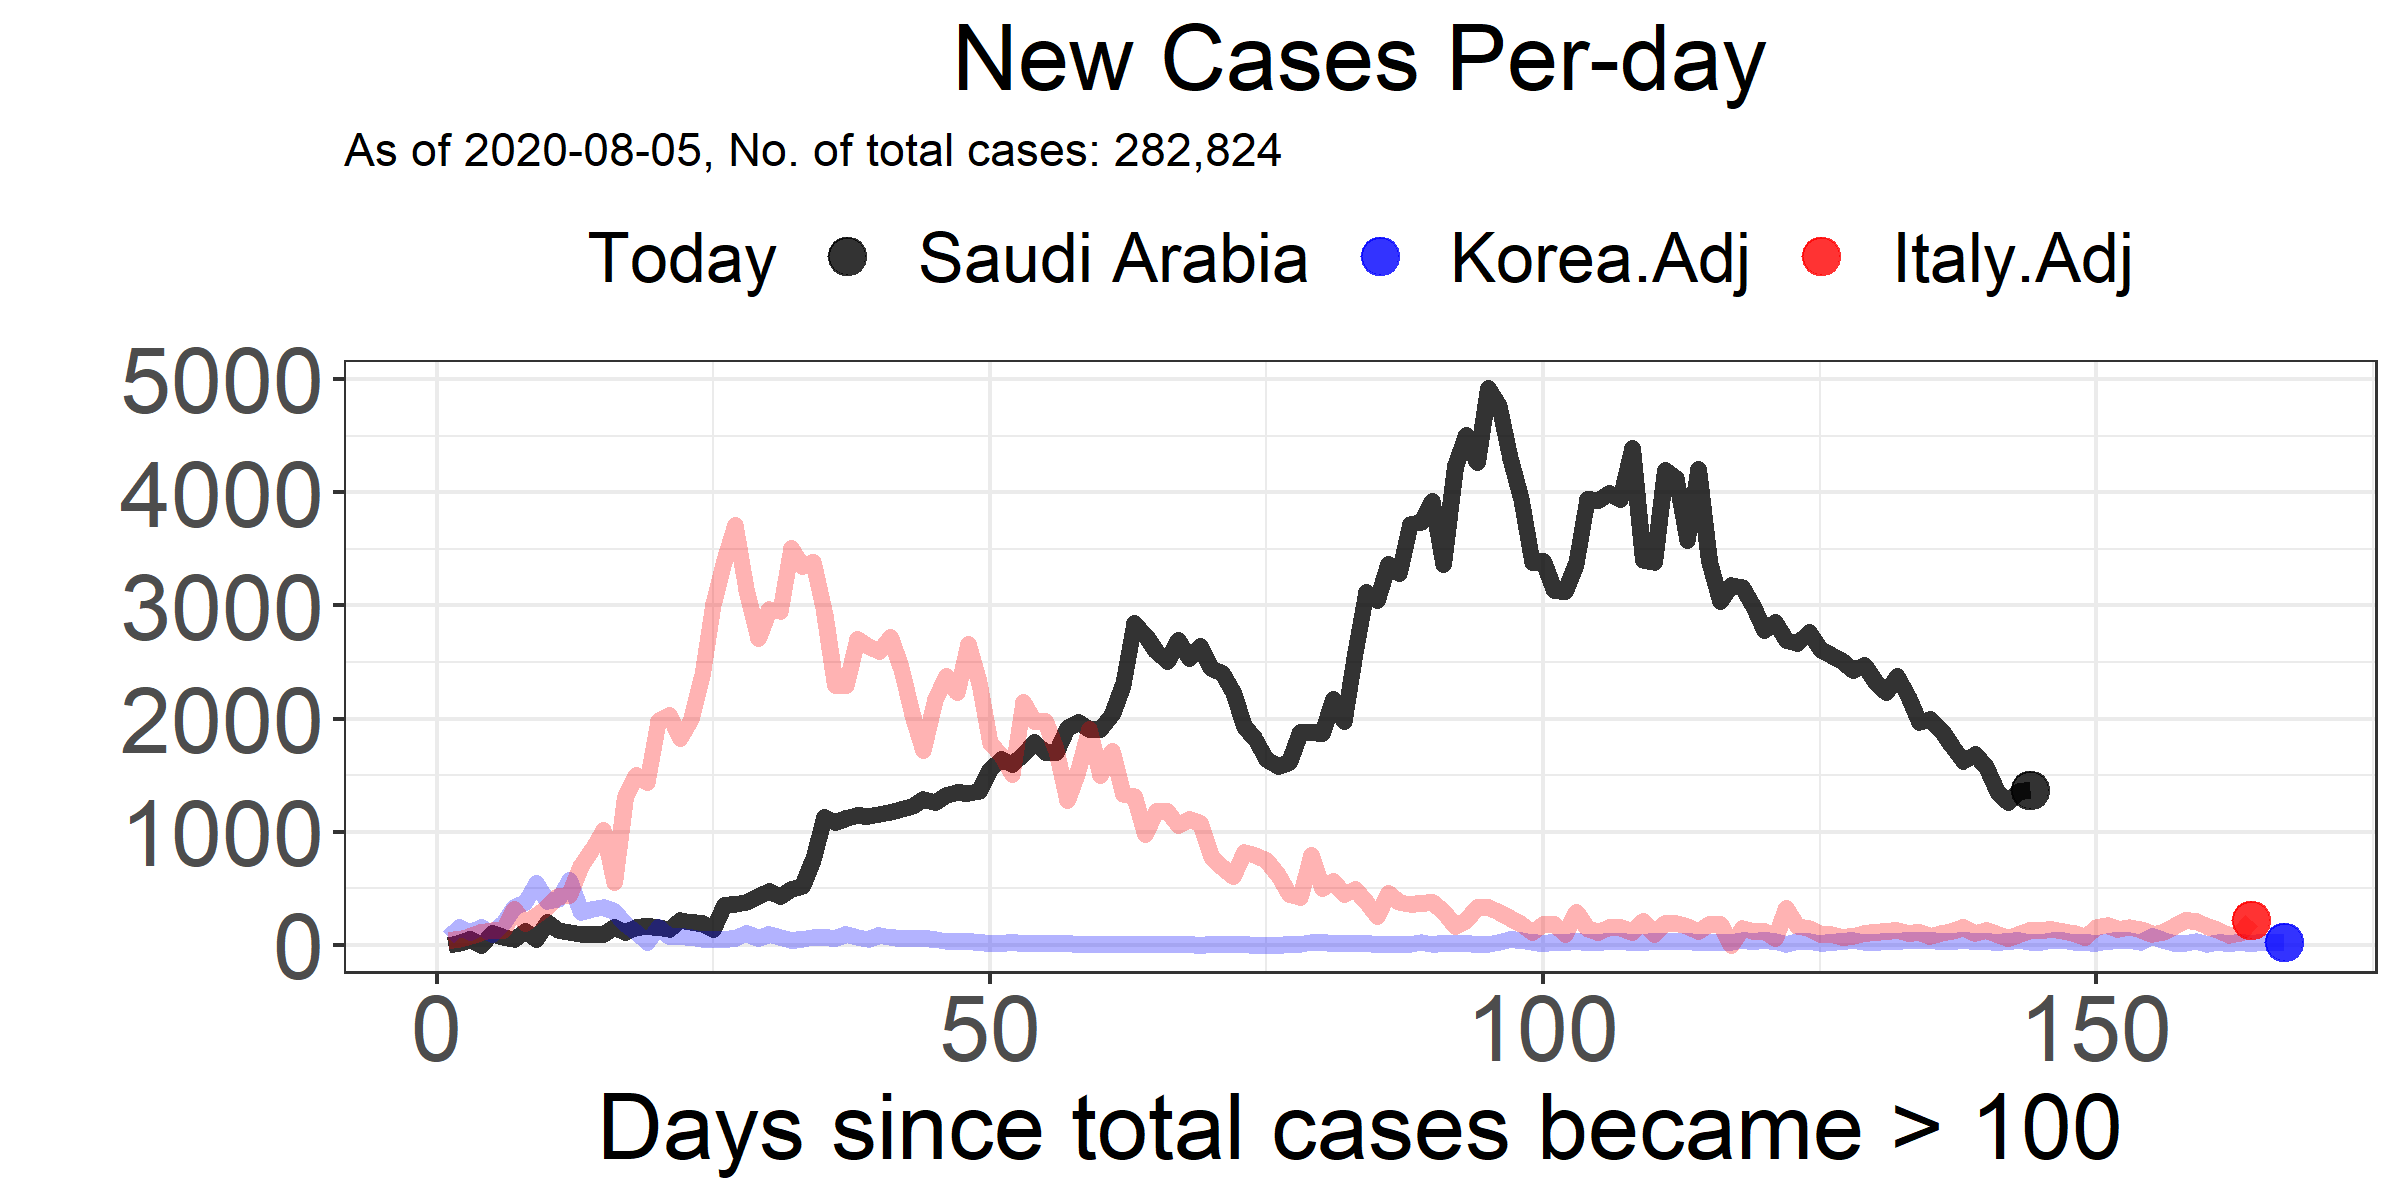 New Cases Per-day
As of 2020-08-05, No. of total cases: 282,824
Today Saudi Arabia Korea.Adj Italy.Adj
5000
4000
3000
2000
1000
0
0 50 100 150
Days since total cases became > 100